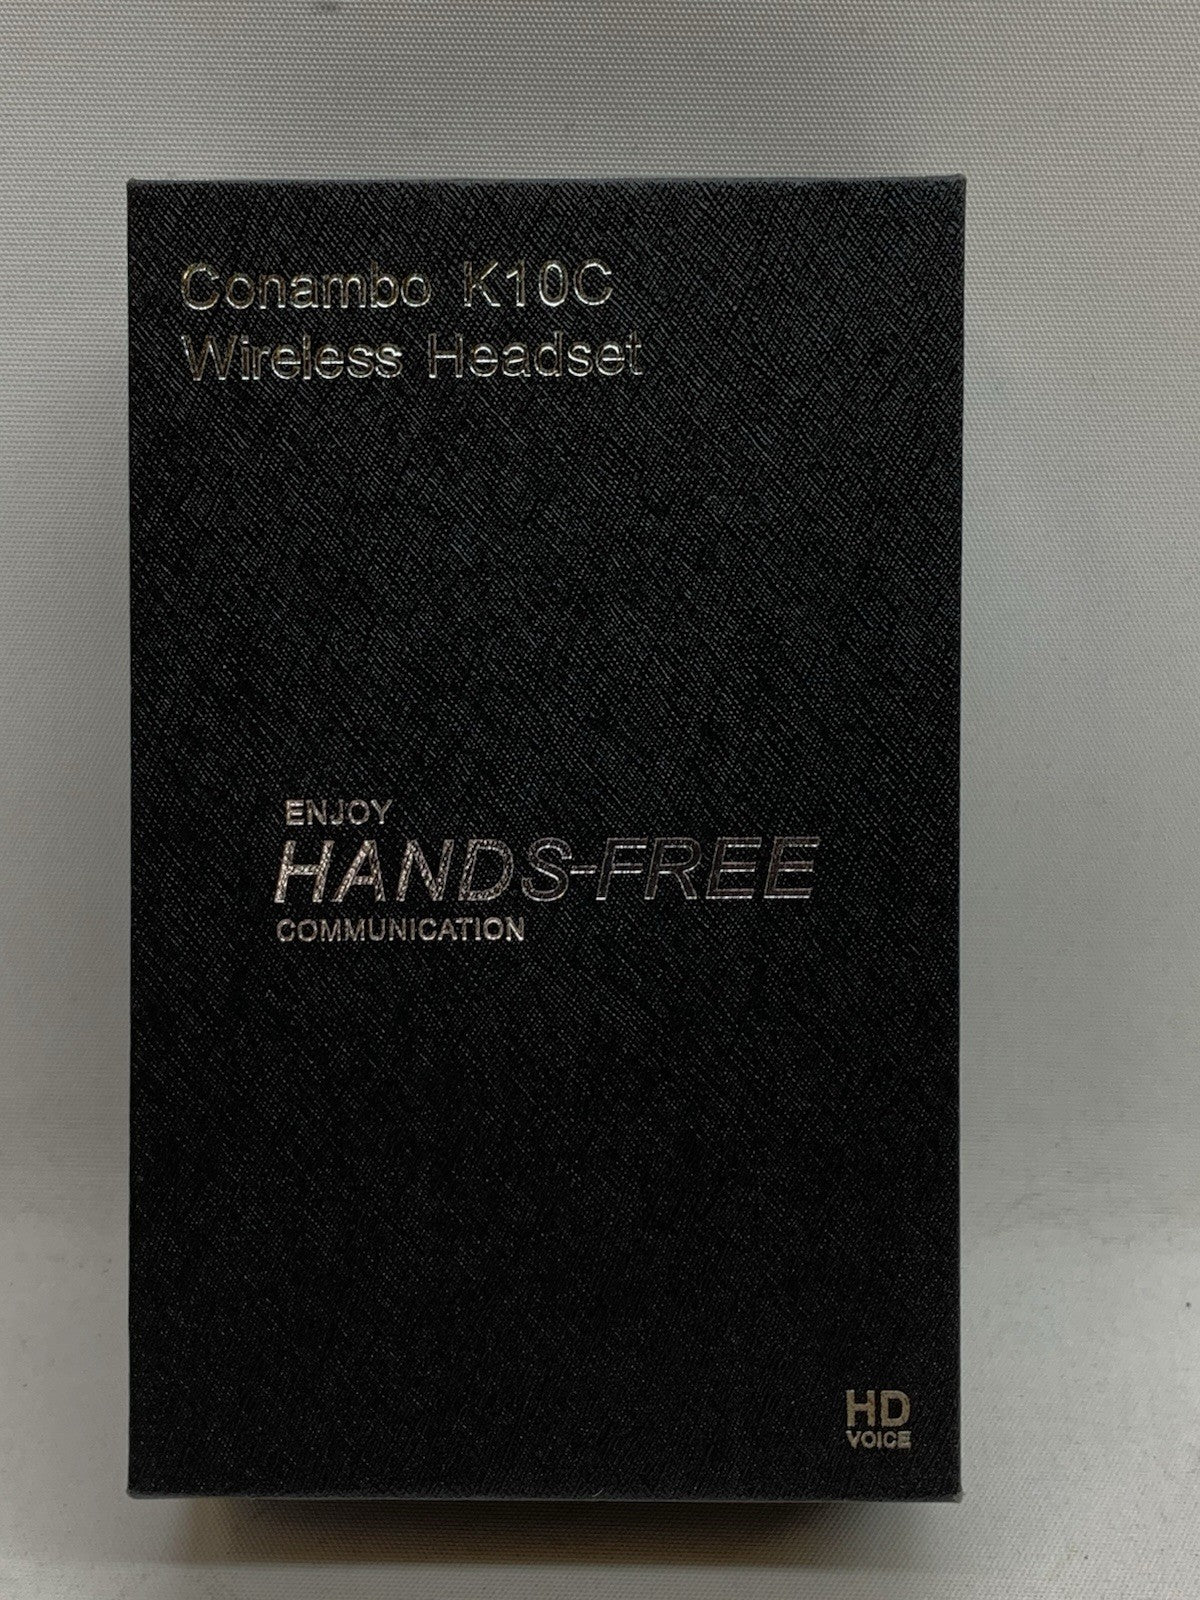 Conambo K10C
Wireless Headset
ENJOY
HANDS-FREE
COMMUNICATION
HD
VOICE